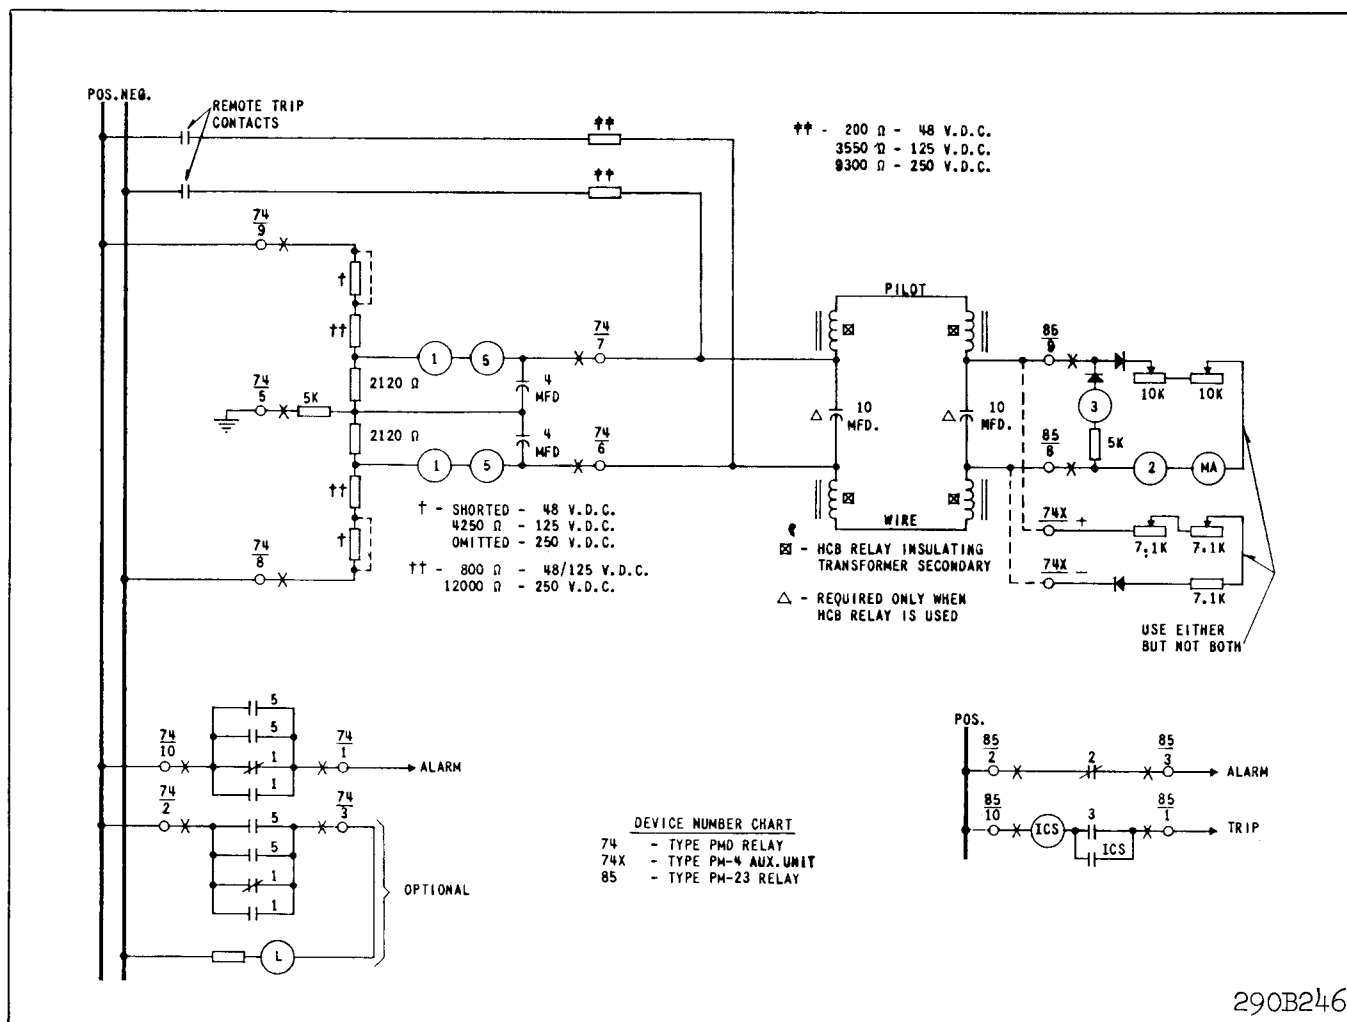 POS. NEG.
REMOTE TRIP
CONTACTS
‡‡
‡‡
‡‡ - 200 Ω - 48 V.D.C.
3550 Ω - 125 V.D.C.
9300 Ω - 250 V.D.C.
74
9
†
††
74
7
1
5
2120 Ω
4
MFD
74
5
5K
2120 Ω
4
MFD
74
6
1
5
††
†
74
8
† - SHORTED - 48 V.D.C.
4250 Ω - 125 V.D.C.
OMITTED - 250 V.D.C.
†† - 800 Ω - 48/125 V.D.C.
12000 Ω - 250 V.D.C.
PILOT
10
MFD.
△
10
MFD.
△
WIRE
⊠ - HCB RELAY INSULATING
TRANSFORMER SECONDARY
△ - REQUIRED ONLY WHEN
HCB RELAY IS USED
85
9
10K
10K
3
5K
85
8
2
MA
74X +
7.1K
7.1K
74X -
7.1K
USE EITHER
BUT NOT BOTH
5
5
1
1
74
10
74
1
ALARM
74
2
5
5
1
1
74
3
OPTIONAL
L
DEVICE NUMBER CHART
74 - TYPE PMD RELAY
74X - TYPE PM-4 AUX.UNIT
85 - TYPE PM-23 RELAY
POS.
85
2
2
85
3
ALARM
85
10
ICS
3
ICS
85
1
TRIP
290B246